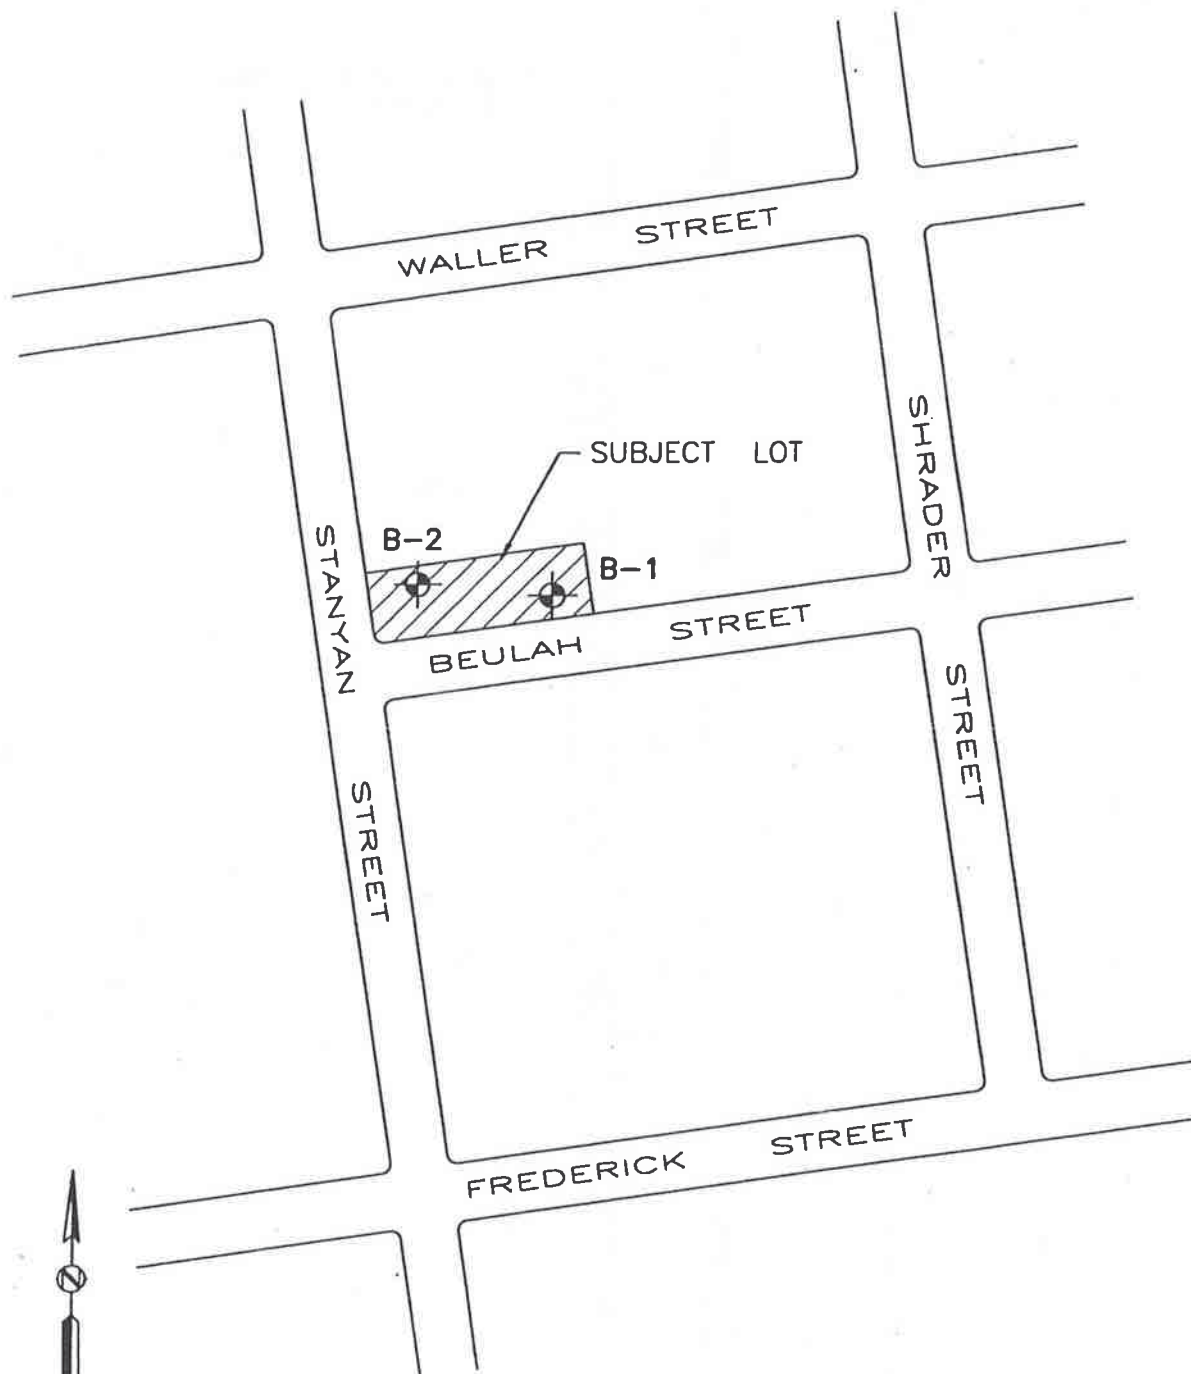 WALLER STREET
SHRADER STREET
SUBJECT LOT
B-2
B-1
STANYAN STREET
BEULAH STREET
FREDERICK STREET
N